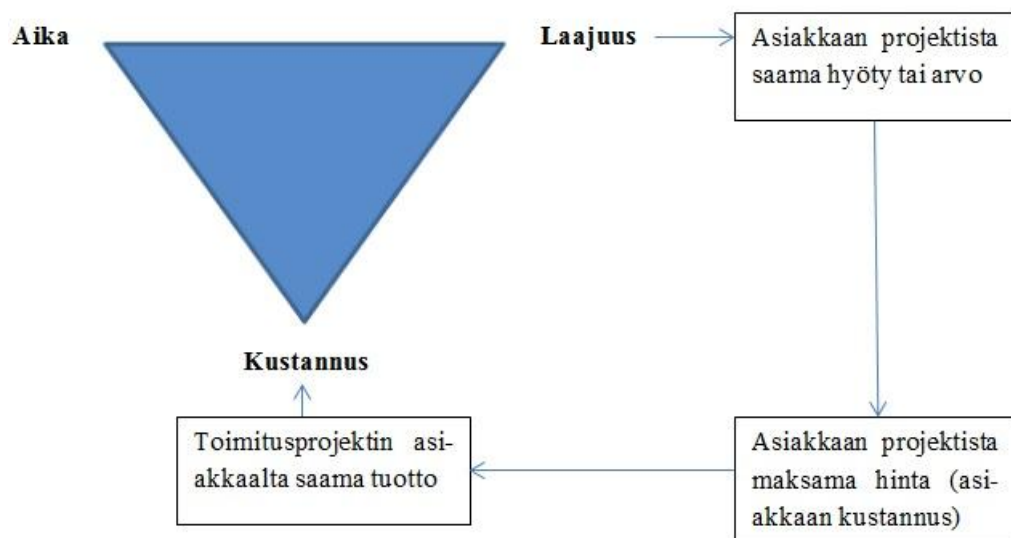 Aika
Laajuus
Asiakkaan projektista
saama hyöty tai arvo
Kustannus
Toimitusprojektin asi-
akkaalta saama tuotto
Asiakkaan projektista
maksama hinta (asi-
akkaan kustannus)